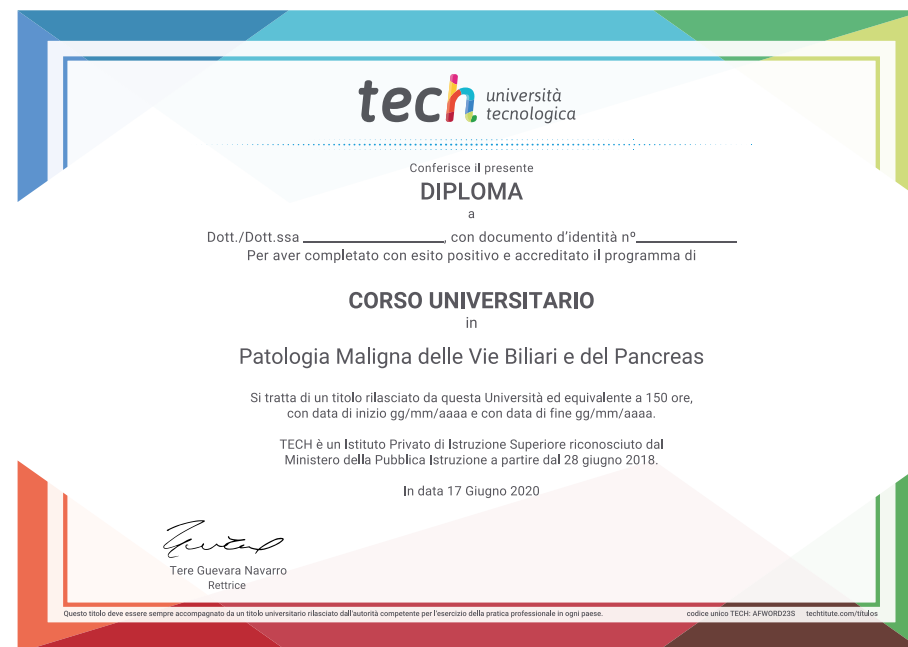 tech università
tecnologica
Conferisce il presente
DIPLOMA
a
Dott./Dott.ssa ____________________, con documento d'identità nº______________
Per aver completato con esito positivo e accreditato il programma di
CORSO UNIVERSITARIO
in
Patologia Maligna delle Vie Biliari e del Pancreas
Si tratta di un titolo rilasciato da questa Università ed equivalente a 150 ore,
con data di inizio gg/mm/aaaa e con data di fine gg/mm/aaaa.
TECH è un Istituto Privato di Istruzione Superiore riconosciuto dal
Ministero della Pubblica Istruzione a partire dal 28 giugno 2018.
In data 17 Giugno 2020
Tere Guevara Navarro
Rettrice
Questo titolo deve essere sempre accompagnato da un titolo universitario rilasciato dall'autorità competente per l'esercizio della pratica professionale in ogni paese. codice unico TECH: AFWORD23S techtitute.com/titulos